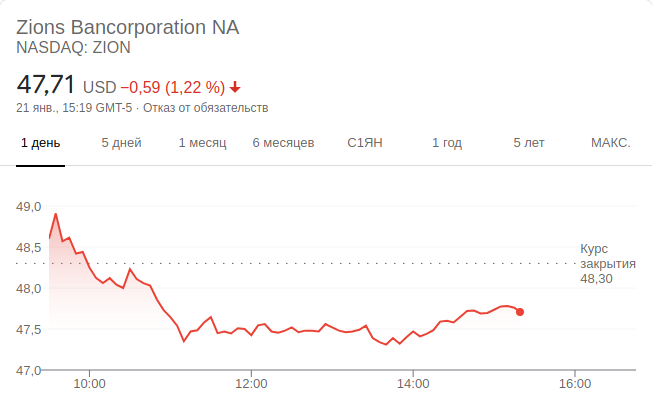 Zions Bancorporation NA
NASDAQ: ZION
47,71 USD −0,59 (1,22 %)
21 янв., 15:19 GMT-5 · Отказ от обязательств
1 день 5 дней 1 месяц 6 месяцев С1ЯН 1 год 5 лет МАКС.
49,0
48,5
Курс
закрытия
48,30
48,0
47,5
47,0
10:00 12:00 14:00 16:00